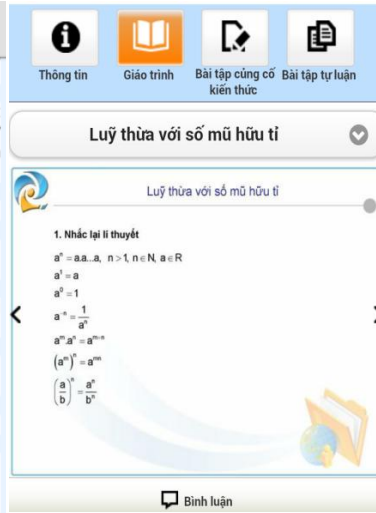 Thông tin
Giáo trình
Bài tập củng cố kiến thức
Bài tập tự luận
Luỹ thừa với số mũ hữu tỉ
Luỹ thừa với số mũ hữu tỉ
1. Nhắc lại lí thuyết
aⁿ = a.a...a, n > 1, n ∈ N, a ∈ R
a¹ = a
a⁰ = 1
a⁻ⁿ = 1/aⁿ
aᵐ.aⁿ = aᵐ⁺ⁿ
(aᵐ)ⁿ = aᵐⁿ
(a/b)ⁿ = aⁿ/bⁿ
Bình luận